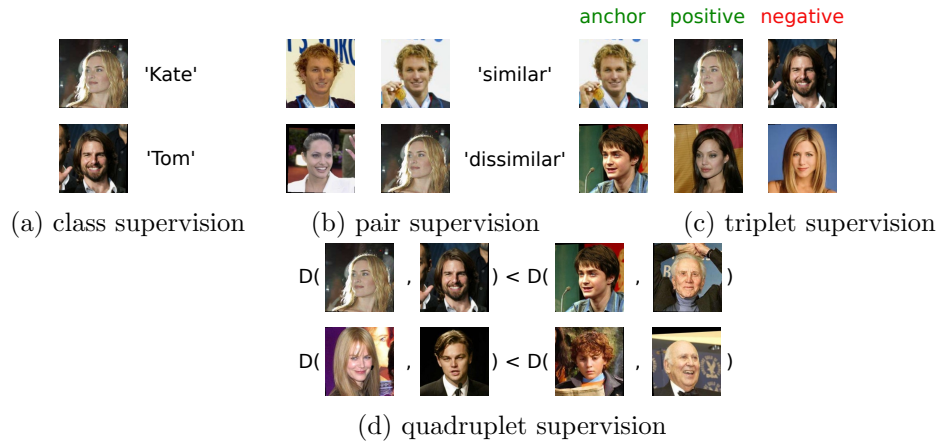 anchor positive negative
'Kate' 'similar'
'Tom' 'dissimilar'
(a) class supervision (b) pair supervision (c) triplet supervision
D( , ) < D( , )
D( , ) < D( , )
(d) quadruplet supervision